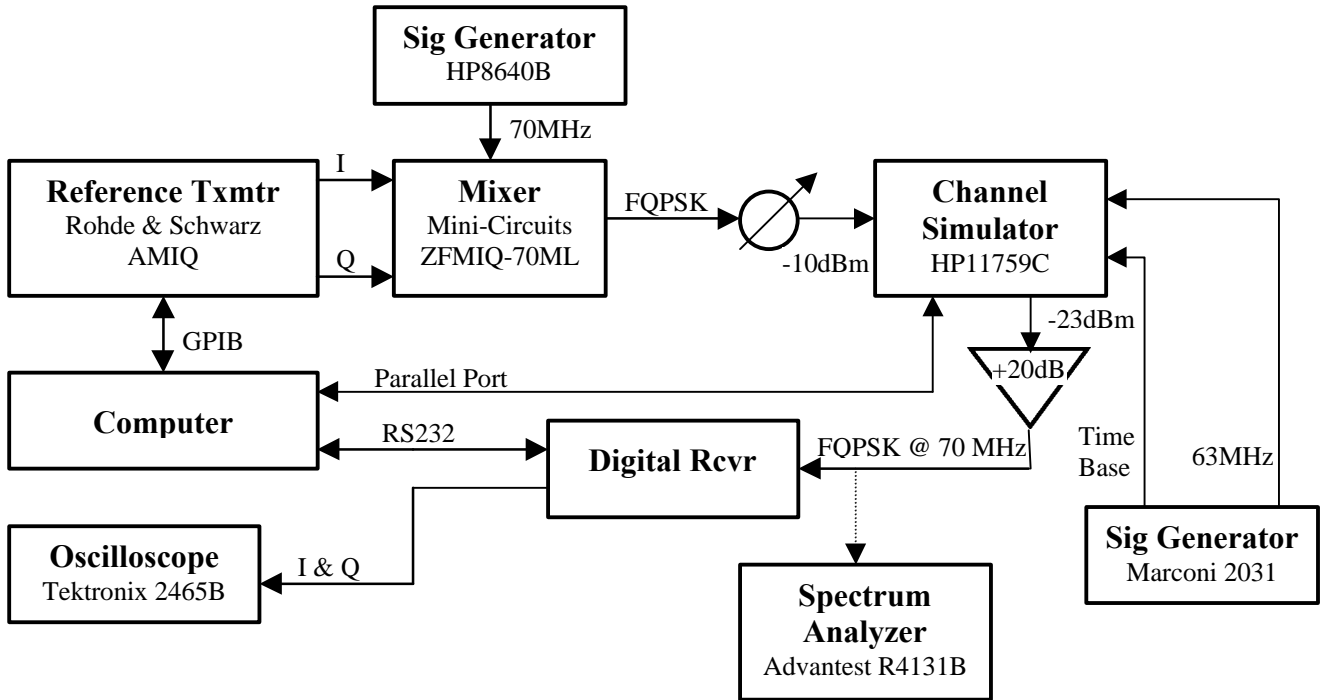 Sig Generator
HP8640B
70MHz
Reference Txmtr
Rohde & Schwarz
AMIQ
I
Q
Mixer
Mini-Circuits
ZFMIQ-70ML
FQPSK
-10dBm
Channel
Simulator
HP11759C
-23dBm
+20dB
GPIB
Parallel Port
Computer
RS232
Digital Rcvr
FQPSK @ 70 MHz
Time
Base
63MHz
Oscilloscope
Tektronix 2465B
I & Q
Spectrum
Analyzer
Advantest R4131B
Sig Generator
Marconi 2031